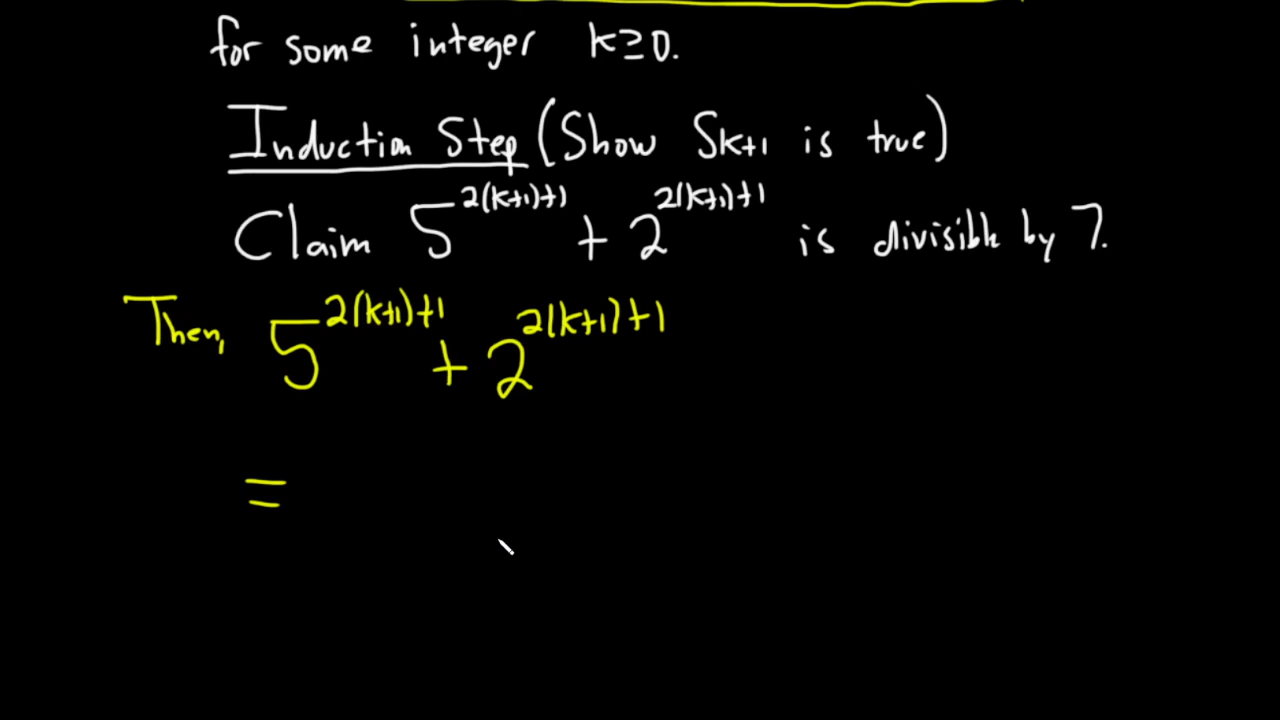 for some integer k≥0.
Induction Step (Show Sₖ₊₁ is true)
Claim 5^{2(k+1)+1} + 2^{2(k+1)+1} is divisible by 7.
Then, 5^{2(k+1)+1} + 2^{2(k+1)+1}
=